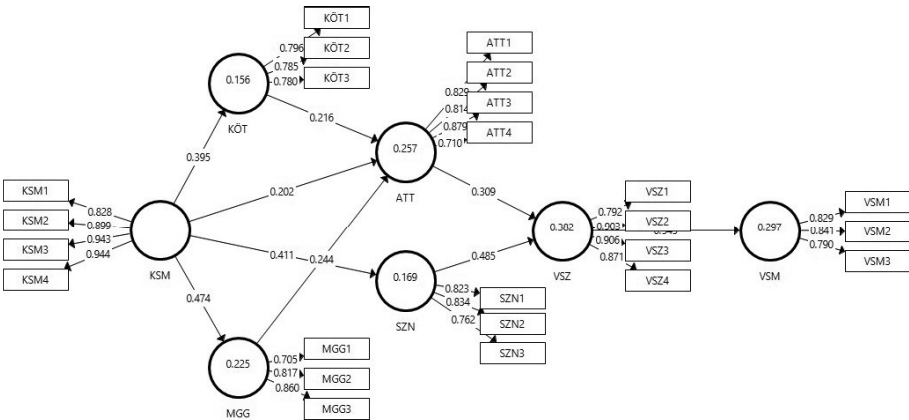 KÖT1
0.796
KÖT2
0.785
0.780
KÖT3
0.156
KÖT
ATT1
ATT2
0.829
0.814
ATT3
0.879
0.710
ATT4
0.216
0.257
ATT
0.395
0.202
0.309
KSM1
0.828
KSM2
0.899
KSM3
0.943
0.944
KSM4
KSM
0.411
0.244
0.474
0.485
0.169
SZN
0.823
SZN1
0.834
SZN2
0.762
SZN3
VSZ1
0.792
VSZ2
0.903
0.906
VSZ3
0.871
VSZ4
0.302
VSZ
VSM1
0.829
0.841
VSM2
0.790
VSM3
0.297
VSM
0.225
MGG
MGG1
0.705
MGG2
0.817
0.860
MGG3